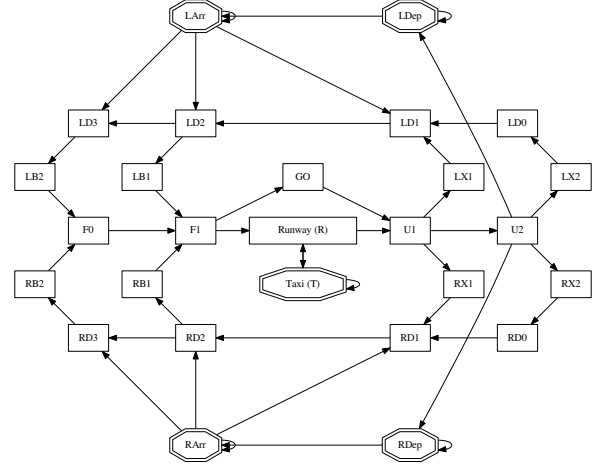 LArr LDep
LD3 LD2 LD1 LD0
LB2 LB1 GO LX1 LX2
F0 F1 Runway (R) U1 U2
RB2 RB1 Taxi (T) RX1 RX2
RD3 RD2 RD1 RD0
RArr RDep